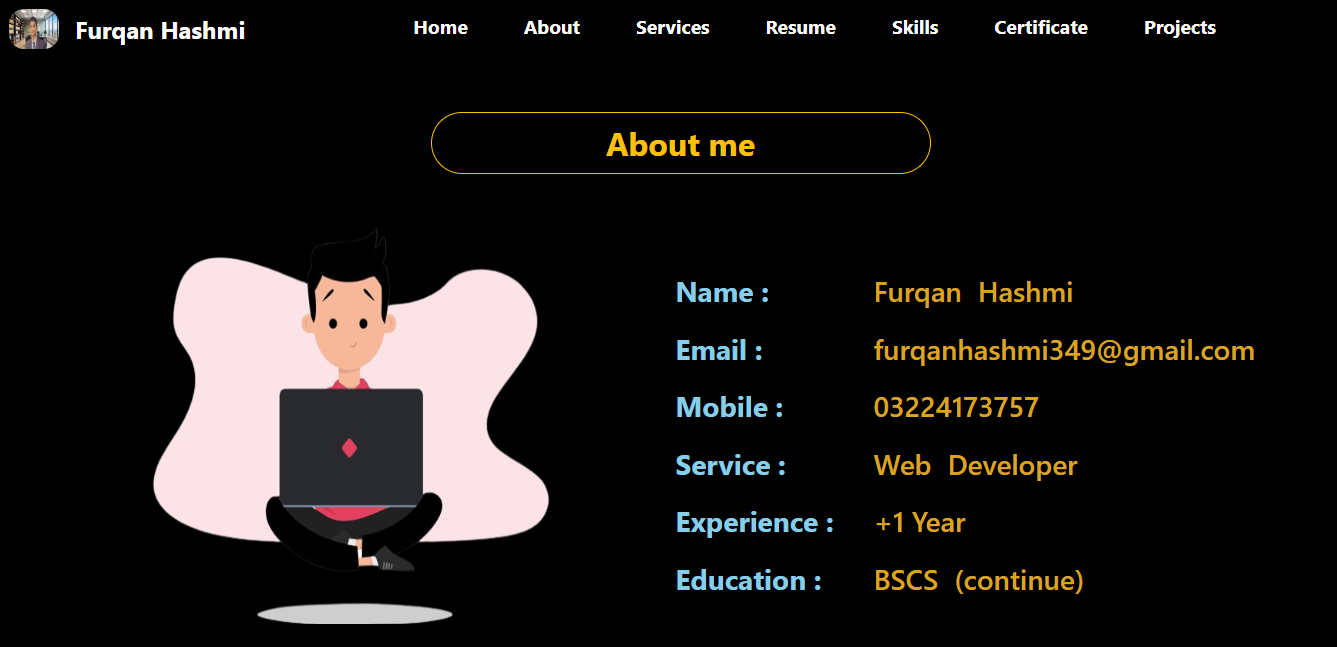 Furqan Hashmi Home About Services Resume Skills Certificate Projects
About me
Name : Furqan Hashmi
Email : furqanhashmi349@gmail.com
Mobile : 03224173757
Service : Web Developer
Experience : +1 Year
Education : BSCS (continue)